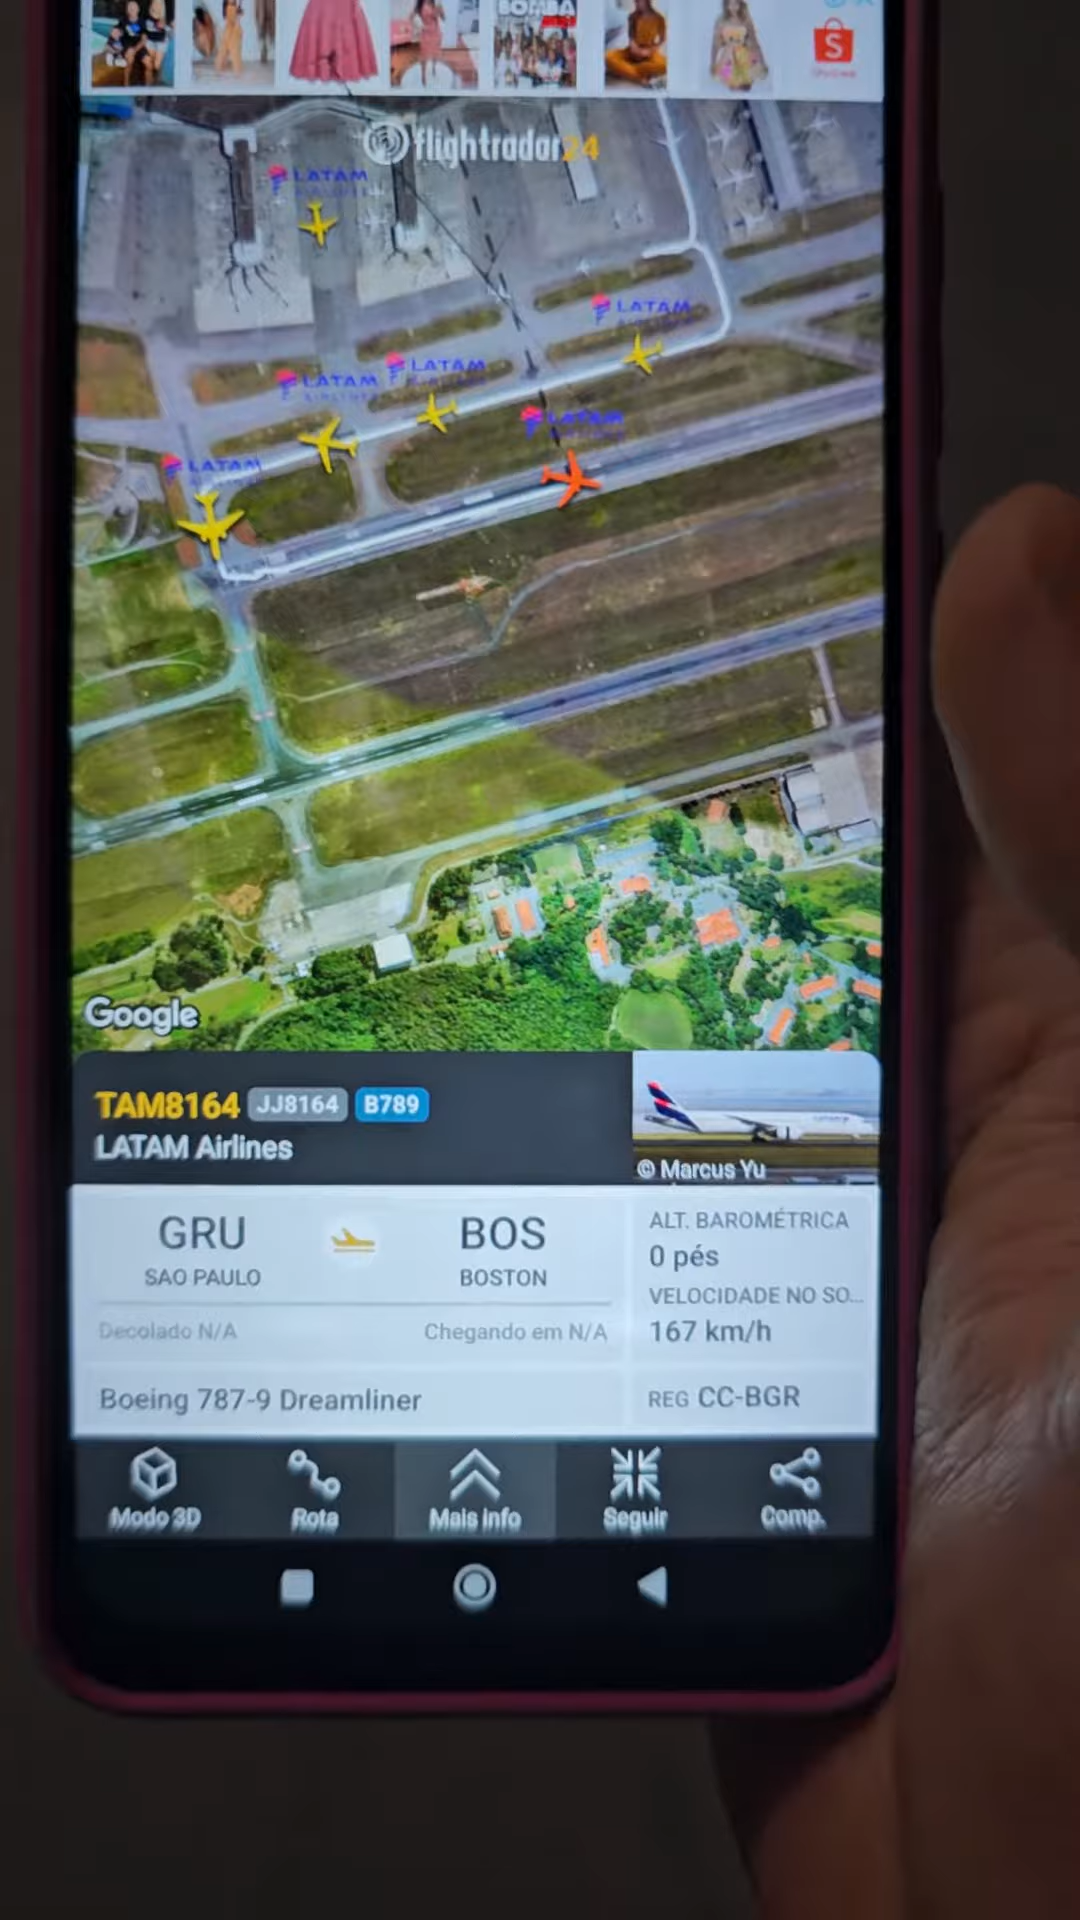 BOMBA
S
flightradar24
LATAM
AIRLINES
LATAM
LATAM
LATAM
AIRLINES
LATAM
LATAM
Google
TAM8164 JJ8164 B789
LATAM Airlines
© Marcus Yu
GRU BOS
SAO PAULO BOSTON
Decolado N/A Chegando em N/A
ALT. BAROMÉTRICA
0 pés
VELOCIDADE NO SO...
167 km/h
Boeing 787-9 Dreamliner
REG CC-BGR
Modo 3D Rota Mais info Seguir Comp.